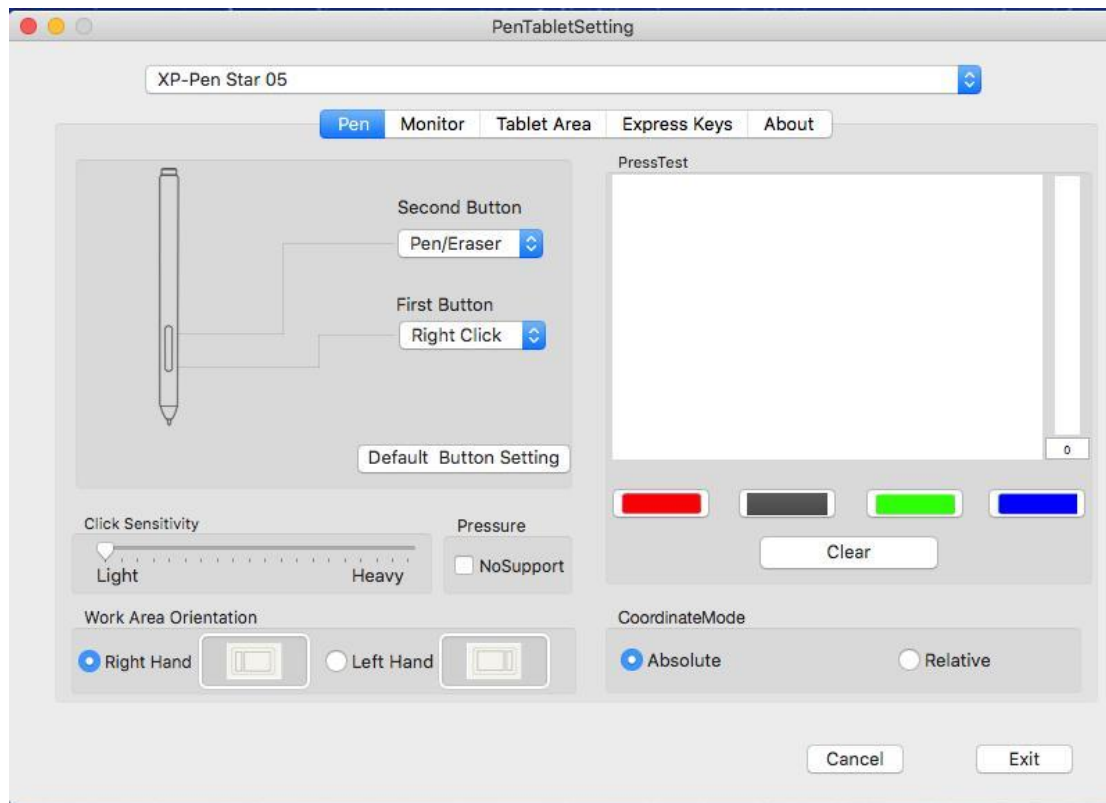 PenTabletSetting
XP-Pen Star 05
Pen Monitor Tablet Area Express Keys About
Second Button
Pen/Eraser
First Button
Right Click
Default Button Setting
PressTest
0
Clear
Click Sensitivity
Light Heavy
Pressure
NoSupport
Work Area Orientation
Right Hand Left Hand
CoordinateMode
Absolute Relative
Cancel Exit